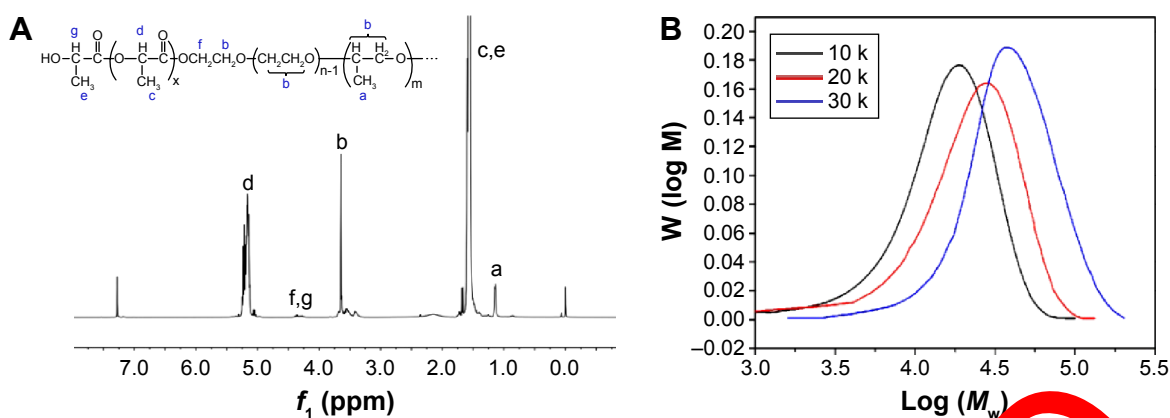 A
g
d
b
H
O
H
O
f
b
H
H₂
HO
C
C
O
C
C
OCH₂CH₂O
CH₂CH₂O
C
C
O
...
x
n-1
m
CH₃
CH₃
b
CH₃
e
c
a
c,e
b
d
a
f,g
7.0 6.0 5.0 4.0 3.0 2.0 1.0 0.0
f₁ (ppm)
B
0.20
0.18
0.16
0.14
0.12
0.10
0.08
0.06
0.04
0.02
0.00
–0.02
W (log M)
10 k
20 k
30 k
3.0 3.5 4.0 4.5 5.0 5.5
Log (Mw)